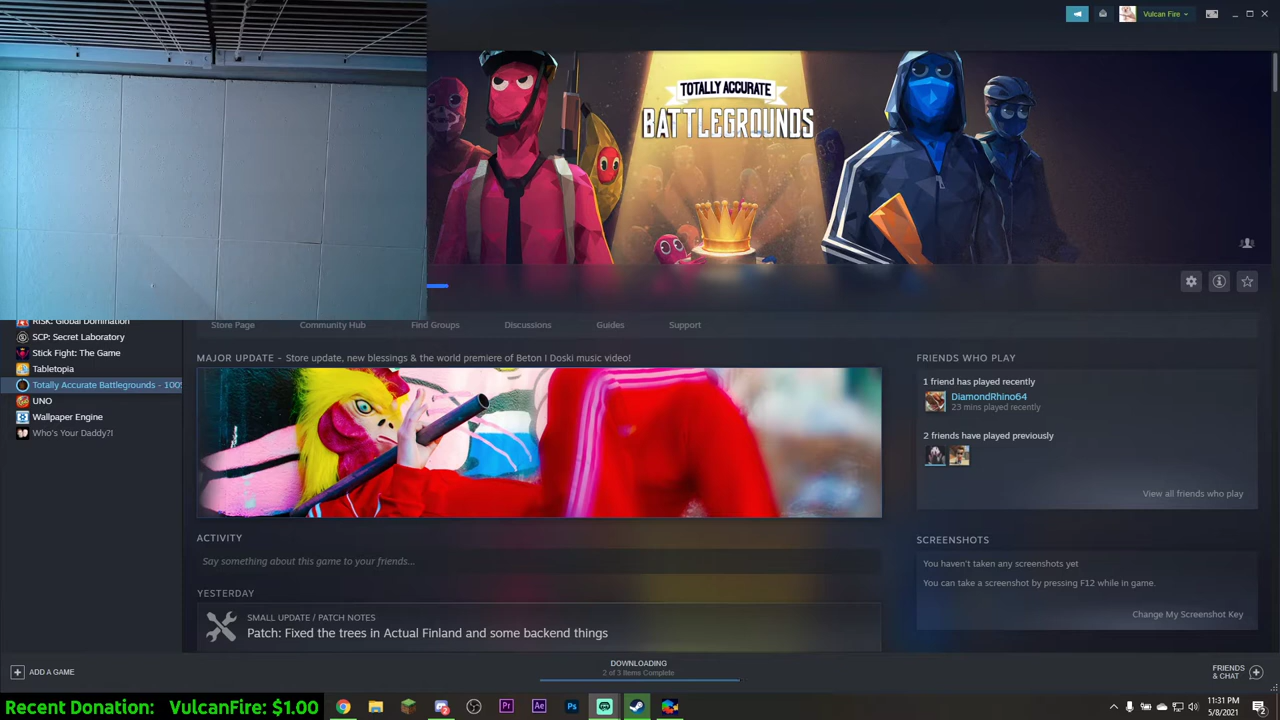 Vulcan Fire
TOTALLY ACCURATE
BATTLEGROUNDS
RISK: Global Domination
SCP: Secret Laboratory
Stick Fight: The Game
Tabletopia
Totally Accurate Battlegrounds - 100%
UNO
Wallpaper Engine
Who's Your Daddy?!
Store Page
Community Hub
Find Groups
Discussions
Guides
Support
MAJOR UPDATE – Store update, new blessings & the world premiere of Beton I Doski music video!
ACTIVITY
Say something about this game to your friends...
YESTERDAY
SMALL UPDATE / PATCH NOTES
Patch: Fixed the trees in Actual Finland and some backend things
FRIENDS WHO PLAY
1 friend has played recently
DiamondRhino64
23 mins played recently
2 friends have played previously
View all friends who play
SCREENSHOTS
You haven't taken any screenshots yet
You can take a screenshot by pressing F12 while in game.
Change My Screenshot Key
ADD A GAME
DOWNLOADING
2 of 3 Items Complete
FRIENDS
& CHAT
Recent Donation: VulcanFire: $1.00
Pr
Ae
Ps
11:31 PM
5/8/2021